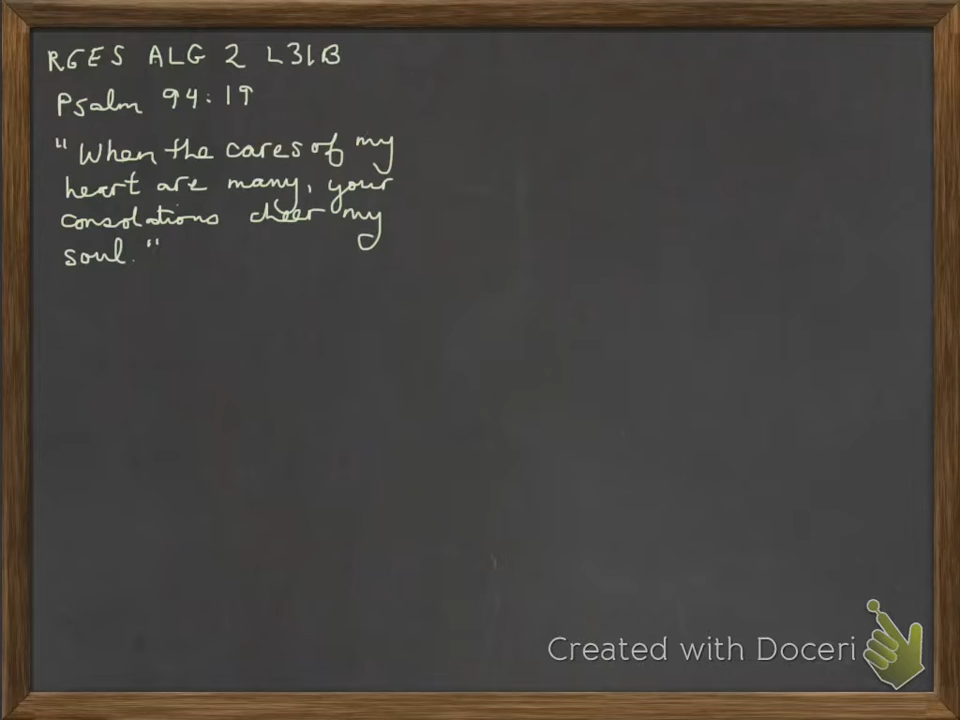 RGES ALG 2 L31B
Psalm 94:19
"When the cares of my
heart are many, your
consolations cheer my
soul."
Created with Doceri